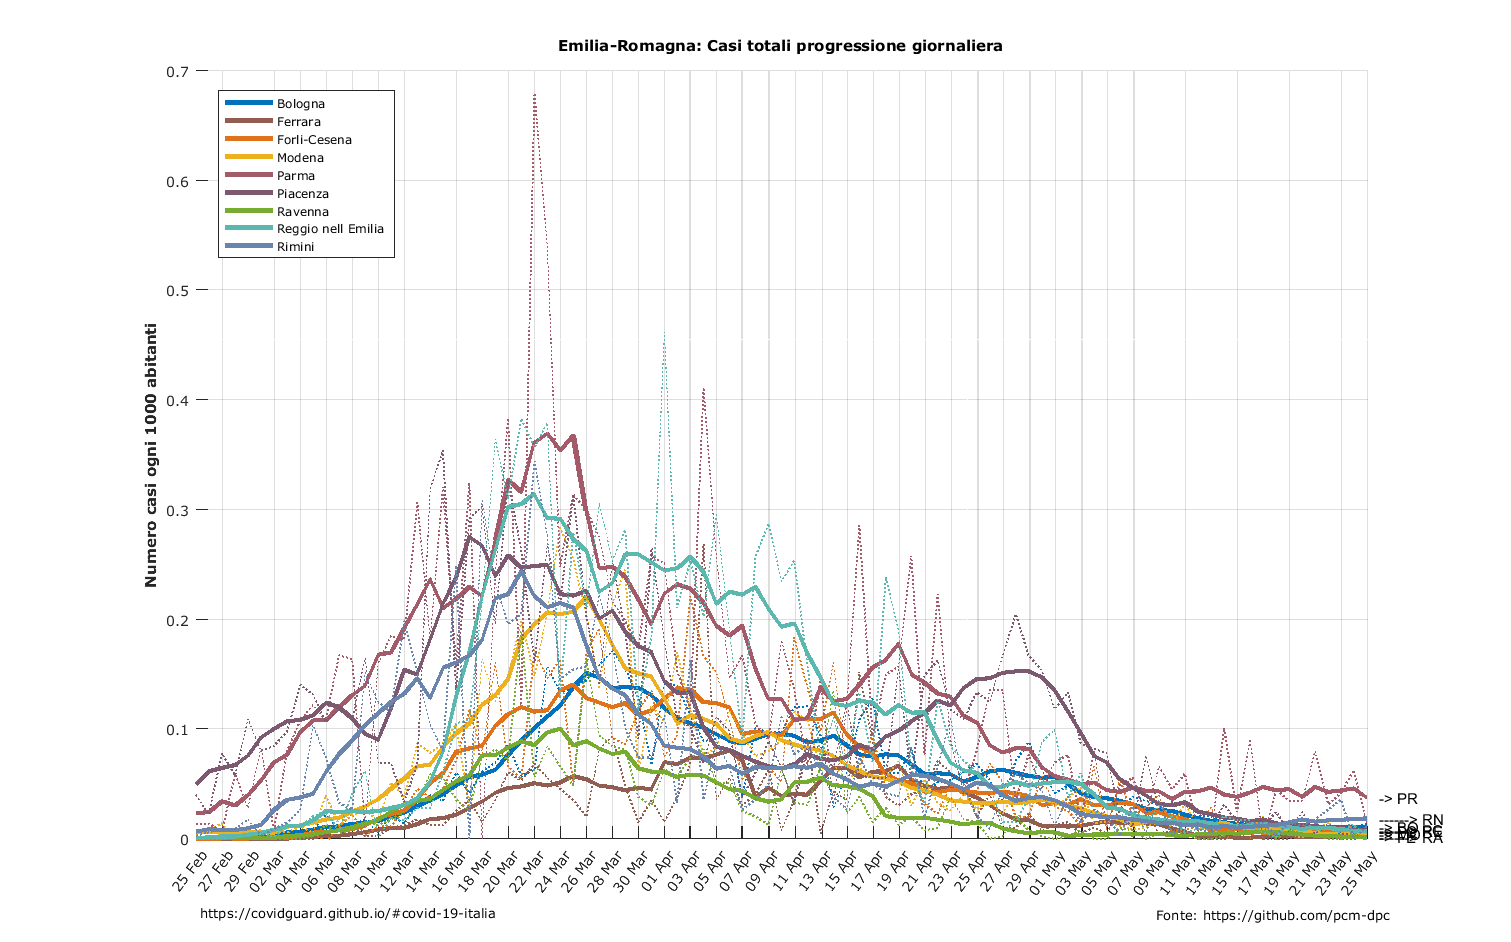 Emilia-Romagna: Casi totali progressione giornaliera
0.7
0.6
0.5
0.4
0.3
0.2
0.1
0
Numero casi ogni 1000 abitanti
Bologna
Ferrara
Forlì-Cesena
Modena
Parma
Piacenza
Ravenna
Reggio nell Emilia
Rimini
-> PR
-----> RN
25 Feb
27 Feb
29 Feb
02 Mar
04 Mar
06 Mar
08 Mar
10 Mar
12 Mar
14 Mar
16 Mar
18 Mar
20 Mar
22 Mar
24 Mar
26 Mar
28 Mar
30 Mar
01 Apr
03 Apr
05 Apr
07 Apr
09 Apr
11 Apr
13 Apr
15 Apr
17 Apr
19 Apr
21 Apr
23 Apr
25 Apr
27 Apr
29 Apr
01 May
03 May
05 May
07 May
09 May
11 May
13 May
15 May
17 May
19 May
21 May
23 May
25 May
https://covidguard.github.io/#covid-19-italia
Fonte: https://github.com/pcm-dpc